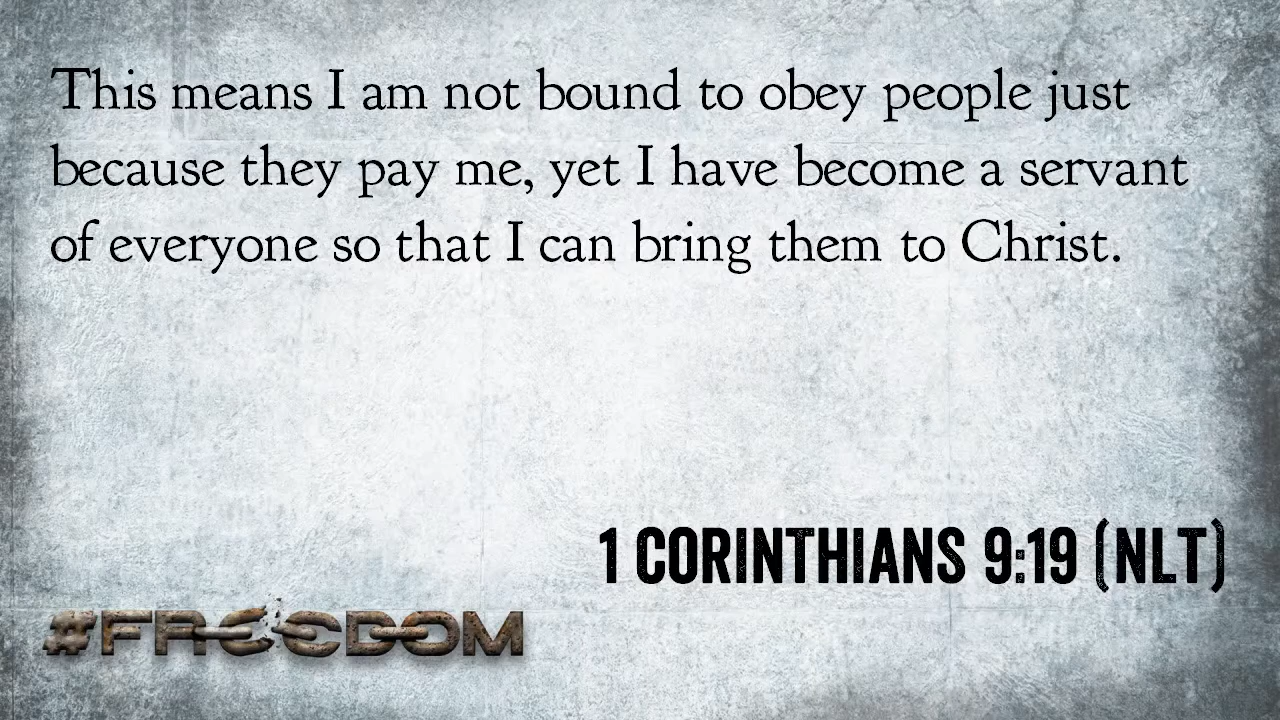 This means I am not bound to obey people just
because they pay me, yet I have become a servant
of everyone so that I can bring them to Christ.
1 CORINTHIANS 9:19 (NLT)
#FREEDOM